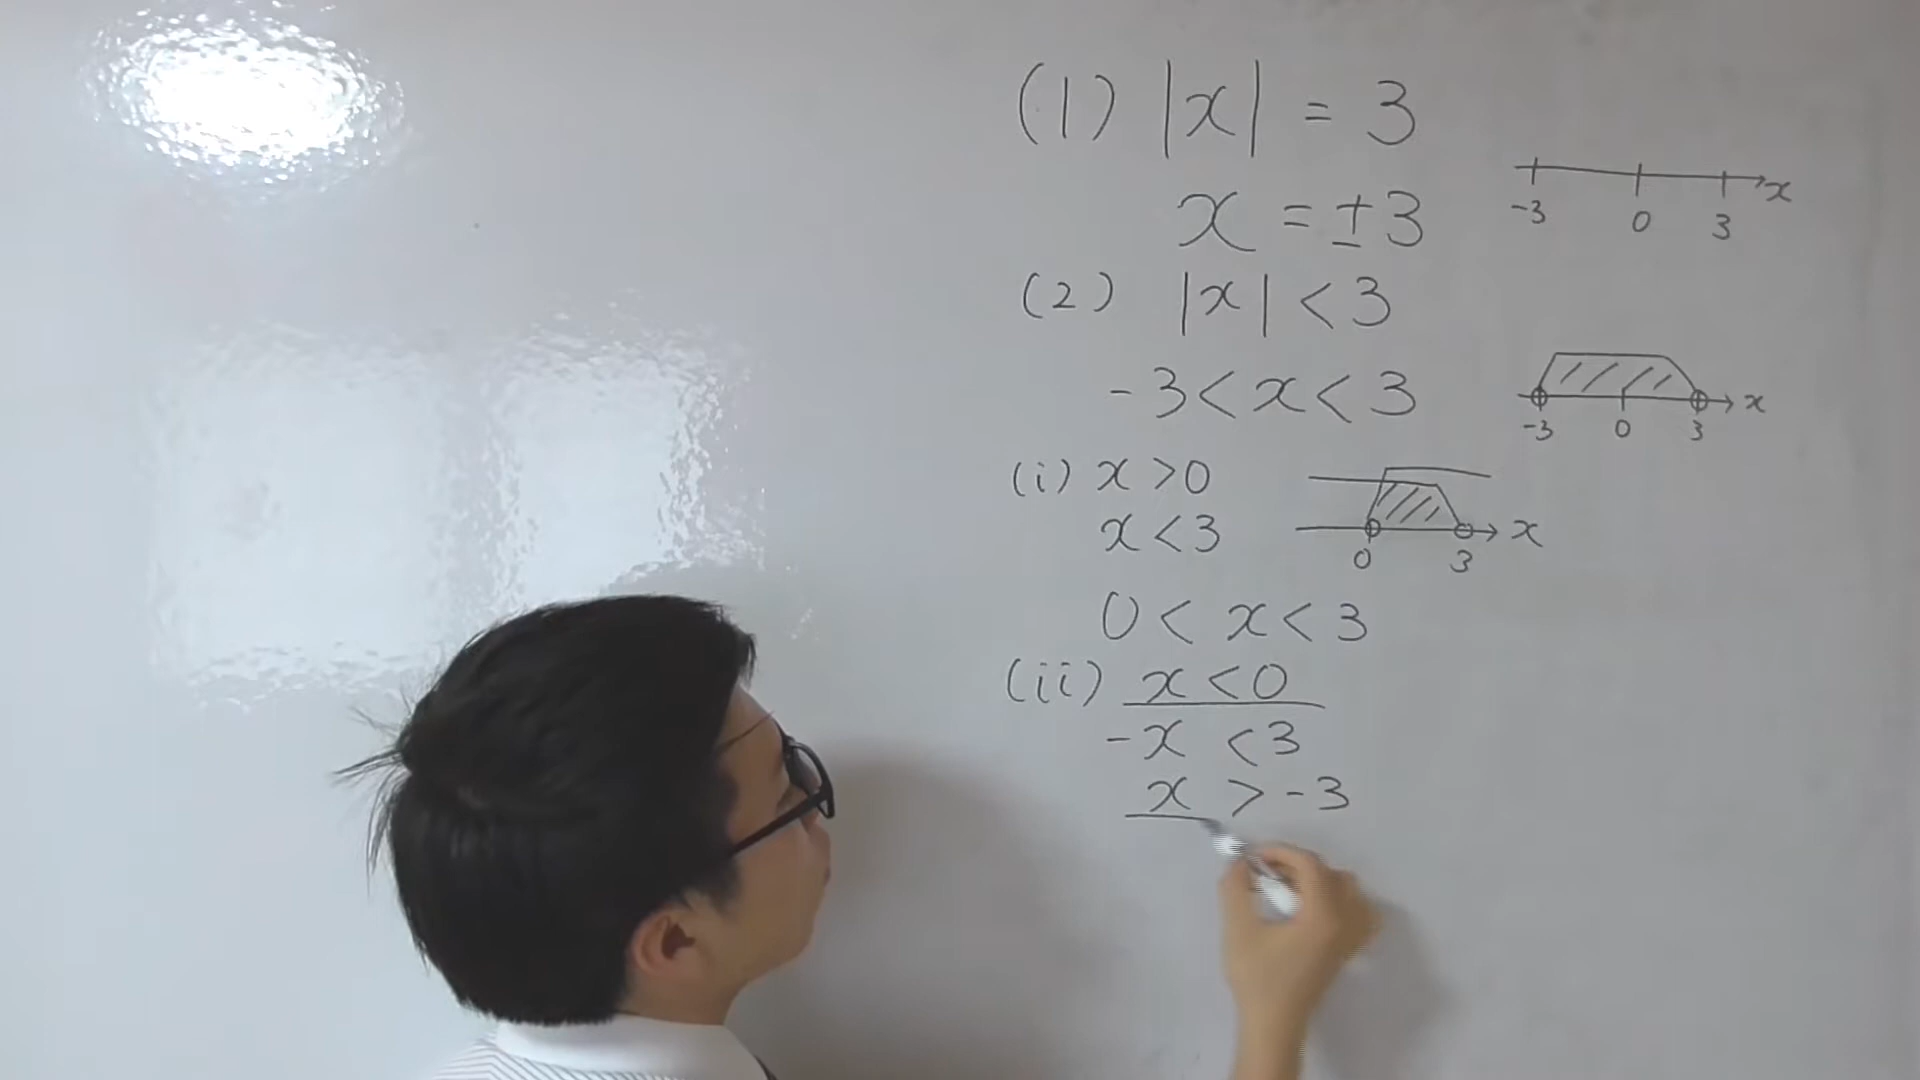 (1) |x| = 3
-3 0 3 x
x = ±3
(2) |x| < 3
-3 < x < 3
-3 0 3 x
(i) x > 0
x < 3
0 3 x
0 < x < 3
(ii) x < 0
-x < 3
x > -3